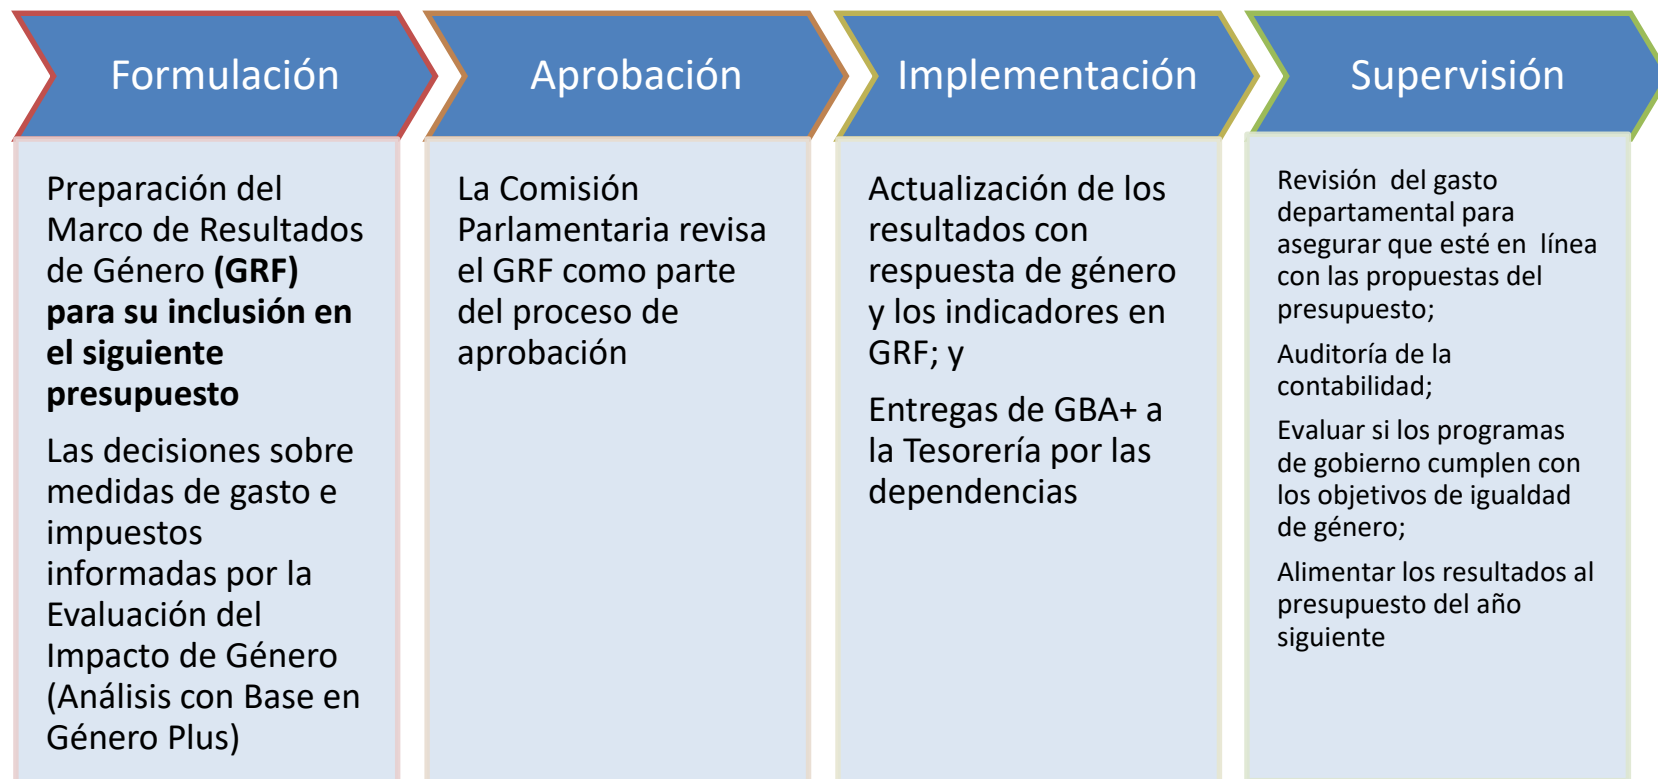 Formulación
Preparación del
Marco de Resultados
de Género (GRF)
para su inclusión en
el siguiente
presupuesto
Las decisiones sobre
medidas de gasto e
impuestos
informadas por la
Evaluación del
Impacto de Género
(Análisis con Base en
Género Plus)
Aprobación
La Comisión
Parlamentaria revisa
el GRF como parte
del proceso de
aprobación
Implementación
Actualización de los
resultados con
respuesta de género
y los indicadores en
GRF; y
Entregas de GBA+ a
la Tesorería por las
dependencias
Supervisión
Revisión  del gasto
departamental para
asegurar que esté en  línea
con las propuestas del
presupuesto;
Auditoría de la
contabilidad;
Evaluar si los programas
de gobierno cumplen con
los objetivos de igualdad
de género;
Alimentar los resultados al
presupuesto del año
siguiente